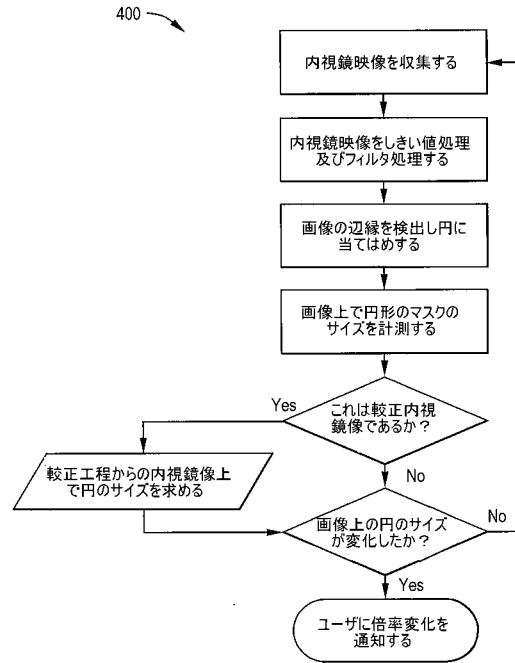 400
内視鏡映像を収集する
内視鏡映像をしきい値処理
及びフィルタ処理する
画像の辺縁を検出し円に
当てはめする
画像上で円形のマスクの
サイズを計測する
これは較正内視
鏡像であるか?
Yes
No
較正工程からの内視鏡像上
で円のサイズを求める
画像上の円のサイズ
が変化したか?
No
Yes
ユーザに倍率変化を
通知する